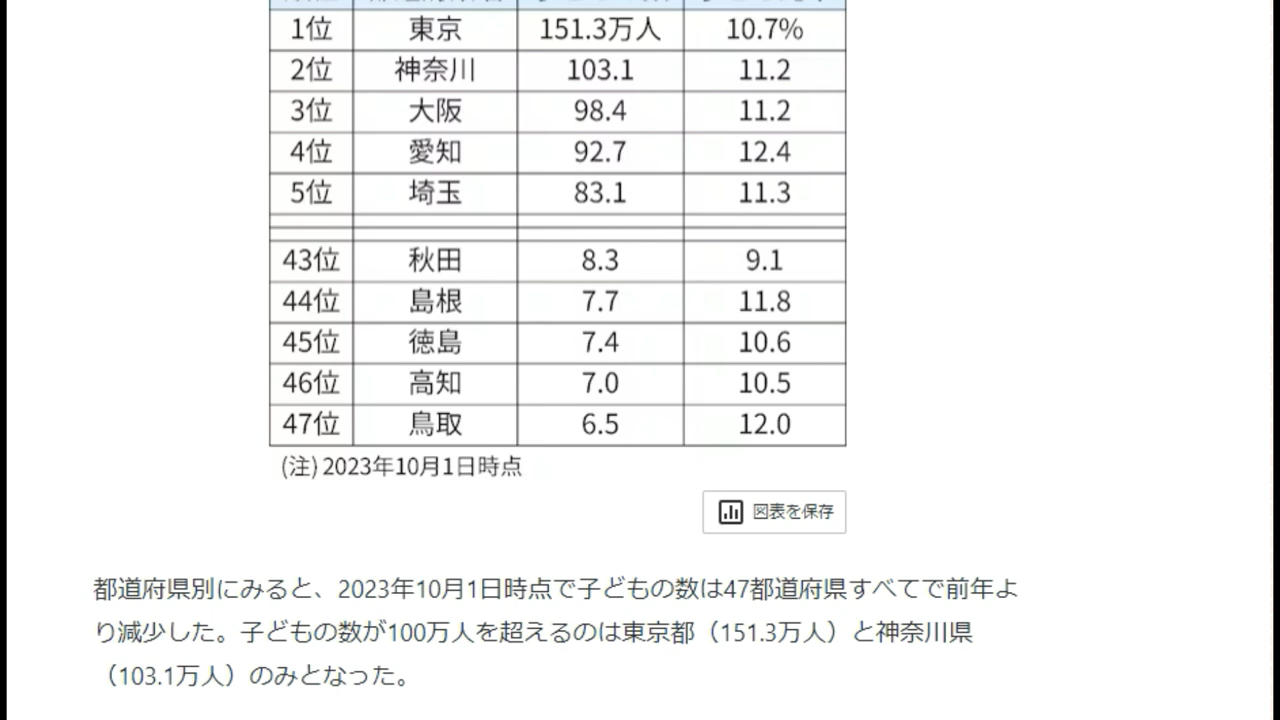 1位 東京 151.3万人 10.7%
2位 神奈川 103.1 11.2
3位 大阪 98.4 11.2
4位 愛知 92.7 12.4
5位 埼玉 83.1 11.3
43位 秋田 8.3 9.1
44位 島根 7.7 11.8
45位 徳島 7.4 10.6
46位 高知 7.0 10.5
47位 鳥取 6.5 12.0
(注) 2023年10月1日時点
図表を保存
都道府県別にみると、2023年10月1日時点で子どもの数は47都道府県すべてで前年よ
り減少した。子どもの数が100万人を超えるのは東京都（151.3万人）と神奈川県
（103.1万人）のみとなった。